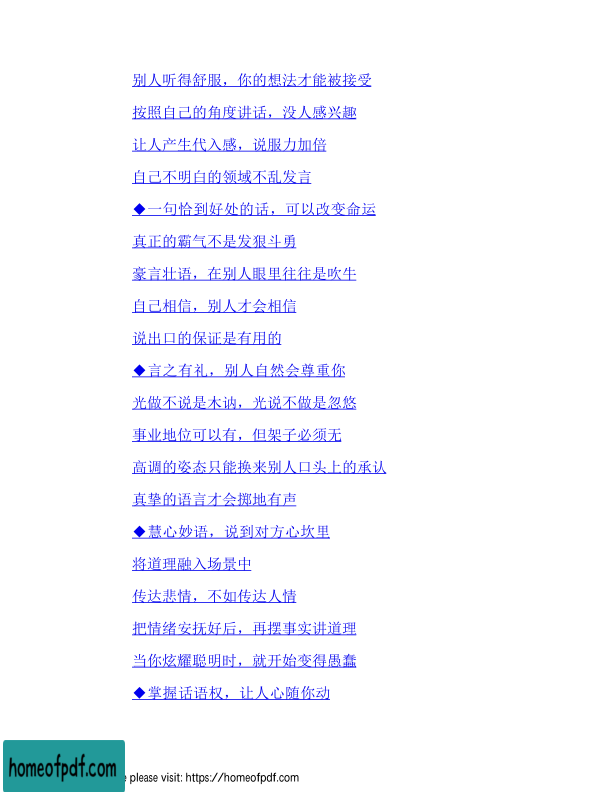 别人听得舒服，你的想法才能被接受
按照自己的角度讲话，没人感兴趣
让人产生代入感，说服力加倍
自己不明白的领域不乱发言
◆一句恰到好处的话，可以改变命运
真正的霸气不是发狠斗勇
豪言壮语，在别人眼里往往是吹牛
自己相信，别人才会相信
说出口的保证是有用的
◆言之有礼，别人自然会尊重你
光做不说是木讷，光说不做是忽悠
事业地位可以有，但架子必须无
高调的姿态只能换来别人口头上的承认
真挚的语言才会掷地有声
◆慧心妙语，说到对方心坎里
将道理融入场景中
传达悲情，不如传达人情
把情绪安抚好后，再摆事实讲道理
当你炫耀聪明时，就开始变得愚蠢
◆掌握话语权，让人心随你动
homeofpdf.com
please visit: https://homeofpdf.com